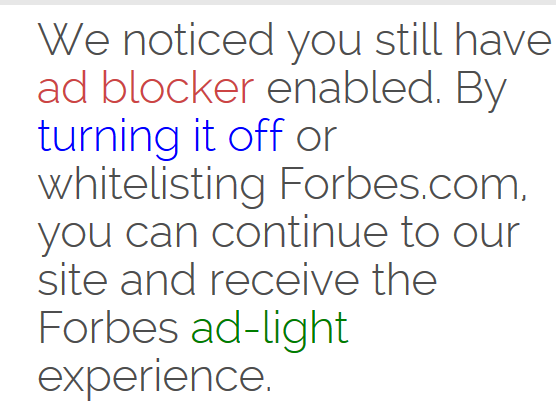 We noticed you still have
ad blocker enabled. By
turning it off or
whitelisting Forbes.com,
you can continue to our
site and receive the
Forbes ad-light
experience.